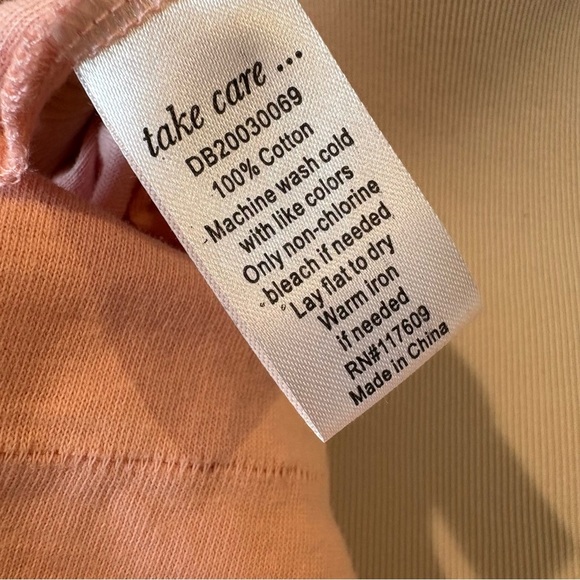 take care ...
DB20030069
100% Cotton
Machine wash cold
with like colors
Only non-chlorine
bleach if needed
Lay flat to dry
Warm iron
if needed
RN#117609
Made in China